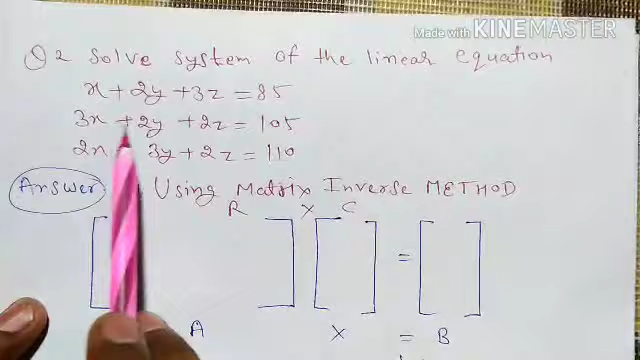 Made with KINEMASTER
Q2 Solve system of the linear equation
x + 2y + 3z = 85
3x + 2y + 2z = 105
2x 3y + 2z = 110
Answer Using Matrix Inverse METHOD
R X C
=
A X = B